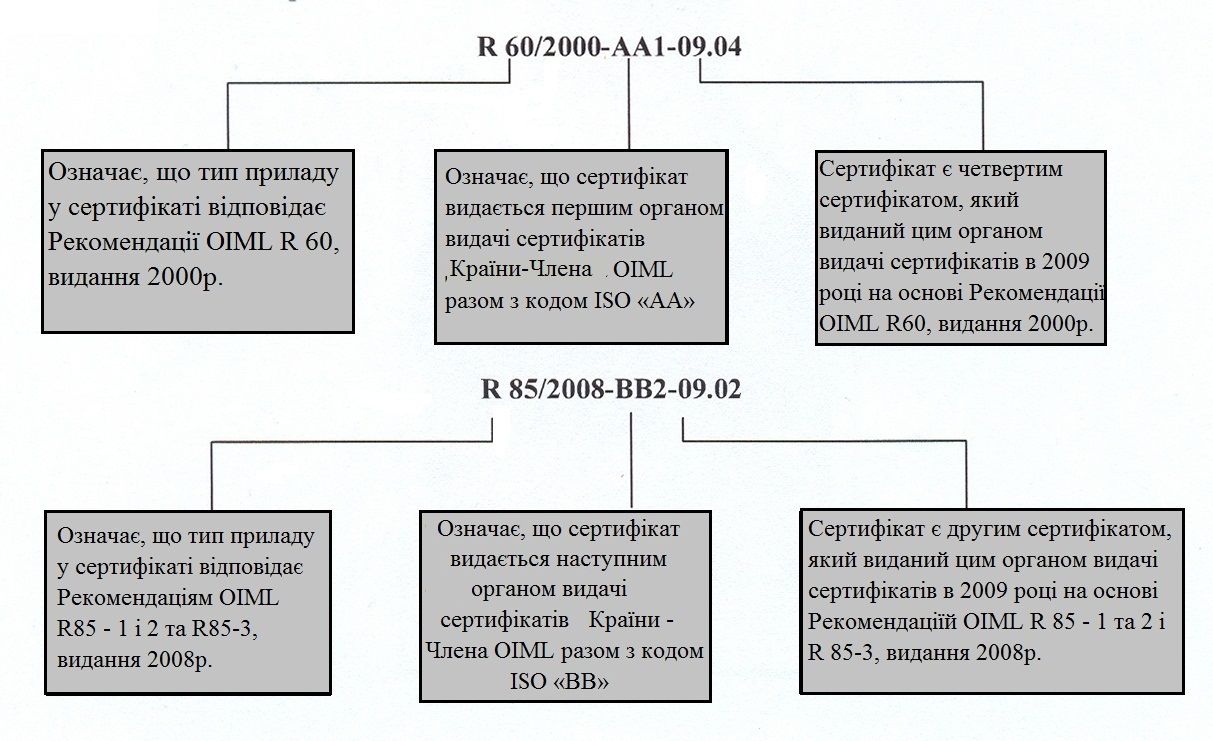 R 60/2000-AA1-09.04
Означає, що тип приладу
у сертифікаті відповідає
Рекомендації OIML R 60,
видання 2000р.
Означає, що сертифікат
видається першим органом
видачі сертифікатів
Країни-Члена OIML
разом з кодом ISO «AA»
Сертифікат є четвертим
сертифікатом, який
виданий цим органом
видачі сертифікатів в 2009
році на основі Рекомендації
OIML R60, видання 2000р.
R 85/2008-BB2-09.02
Означає, що тип приладу
у сертифікаті відповідає
Рекомендаціям OIML
R85 - 1 і 2 та R85-3,
видання 2008р.
Означає, що сертифікат
видається наступним
органом видачі
сертифікатів Країни -
Члена OIML разом з кодом
ISO «BB»
Сертифікат є другим сертифікатом,
який виданий цим органом видачі
сертифікатів в 2009 році на основі
Рекомендаціїй OIML R 85 - 1 та 2 і
R 85-3, видання 2008р.